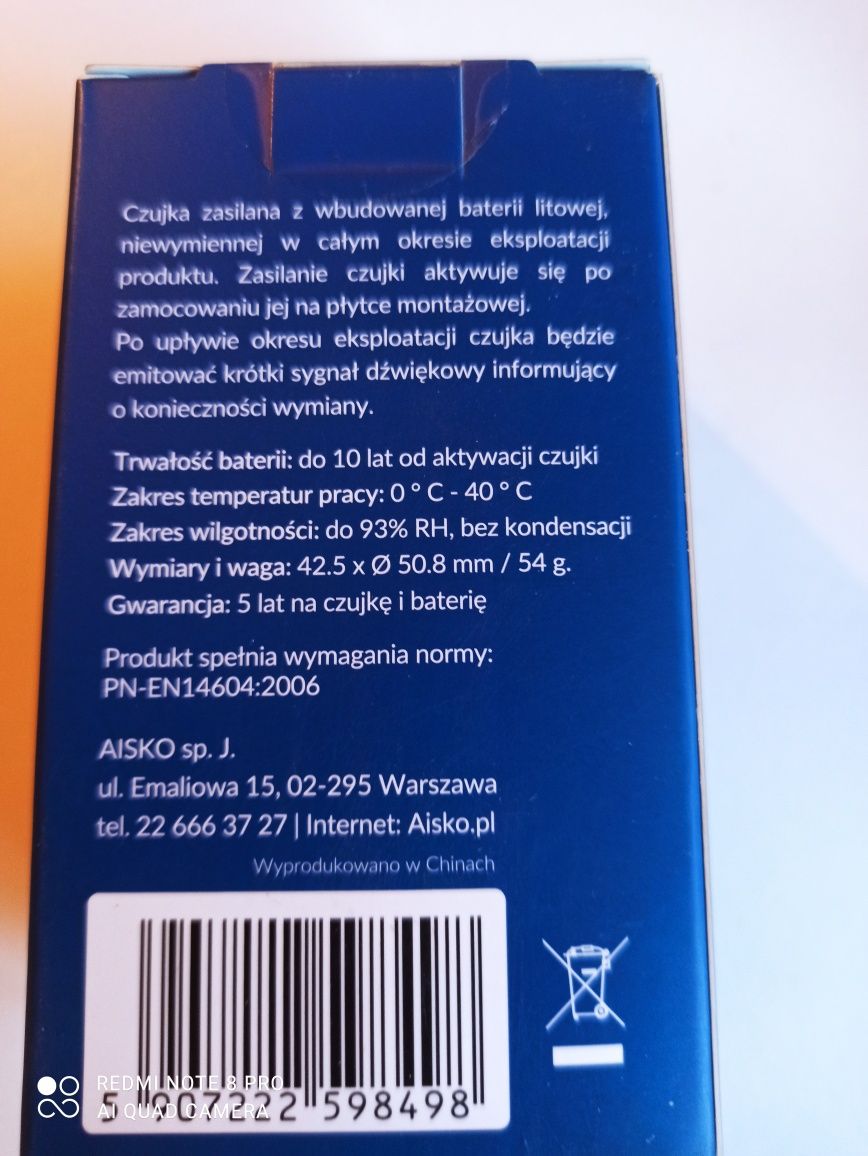 Czujka zasilana z wbudowanej baterii litowej,
niewymiennej w całym okresie eksploatacji
produktu. Zasilanie czujki aktywuje się po
zamocowaniu jej na płytce montażowej.
Po upływie okresu eksploatacji czujka będzie
emitować krótki sygnał dźwiękowy informujący
o konieczności wymiany.
Trwałość baterii: do 10 lat od aktywacji czujki
Zakres temperatur pracy: 0 ° C - 40 ° C
Zakres wilgotności: do 93% RH, bez kondensacji
Wymiary i waga: 42.5 x Ø 50.8 mm / 54 g.
Gwarancja: 5 lat na czujkę i baterię
Produkt spełnia wymagania normy:
PN-EN14604:2006
AISKO sp. J.
ul. Emaliowa 15, 02-295 Warszawa
tel. 22 666 37 27 | Internet: Aisko.pl
Wyprodukowano w Chinach
5 907222 598498
REDMI NOTE 8 PRO
AI QUAD CAMERA